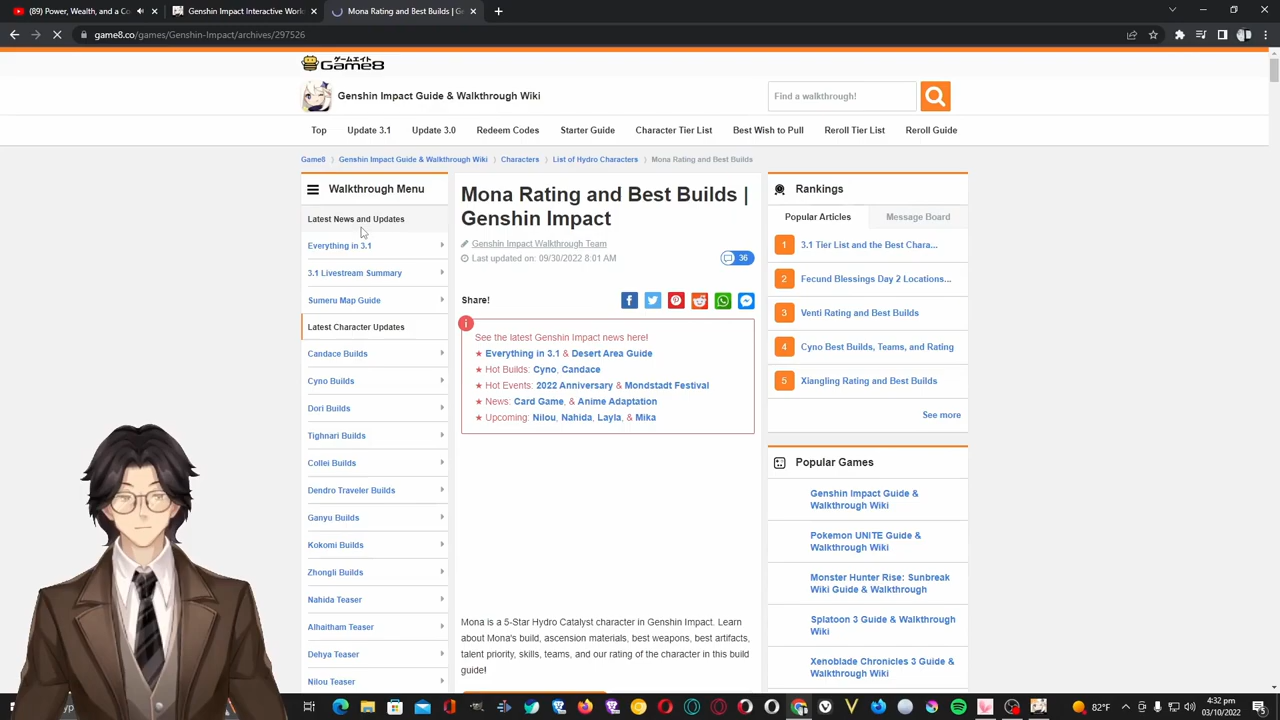 (89) Power of
Genshin Impact Interactive Wo
Mona Rating and Best Builds | Ge
game8.co/games/Genshin-Impact/archives/297526
ゲームエイト
Game8
Genshin Impact Guide & Walkthrough Wiki
Find a walkthrough!
Top
Update 3.1
Update 3.0
Redeem Codes
Starter Guide
Character Tier List
Best Wish to Pull
Reroll Tier List
Reroll Guide
Game8
Genshin Impact Guide & Walkthrough Wiki
Characters
List of Hydro Characters
Mona Rating and Best Builds
Walkthrough Menu
Latest News and Updates
Everything in 3.1
3.1 Livestream Summary
Sumeru Map Guide
Latest Character Updates
Candace Builds
Cyno Builds
Dori Builds
Tighnari Builds
Collei Builds
Dendro Traveler Builds
Ganyu Builds
Kokomi Builds
Zhongli Builds
Nahida Teaser
Alhaitham Teaser
Dehya Teaser
Nilou Teaser
Mona Rating and Best Builds |
Genshin Impact
Genshin Impact Walkthrough Team
Last updated on: 09/30/2022 8:01 AM
36
Share!
See the latest Genshin Impact news here!
★ Everything in 3.1 & Desert Area Guide
★ Hot Builds: Cyno, Candace
★ Hot Events: 2022 Anniversary & Mondstadt Festival
★ News: Card Game, & Anime Adaptation
★ Upcoming: Nilou, Nahida, Layla, & Mika
Mona is a 5-Star Hydro Catalyst character in Genshin Impact. Learn
about Mona's build, ascension materials, best weapons, best artifacts,
talent priority, skills, teams, and our rating of the character in this build
guide!
Rankings
Popular Articles
Message Board
1 3.1 Tier List and the Best Chara...
2 Fecund Blessings Day 2 Locations...
3 Venti Rating and Best Builds
4 Cyno Best Builds, Teams, and Rating
5 Xiangling Rating and Best Builds
See more
Popular Games
Genshin Impact Guide &
Walkthrough Wiki
Pokemon UNITE Guide &
Walkthrough Wiki
Monster Hunter Rise: Sunbreak
Wiki Guide & Walkthrough
Splatoon 3 Guide & Walkthrough
Wiki
Xenoblade Chronicles 3 Guide &
Walkthrough Wiki
82°F
4:32 pm
03/10/2022